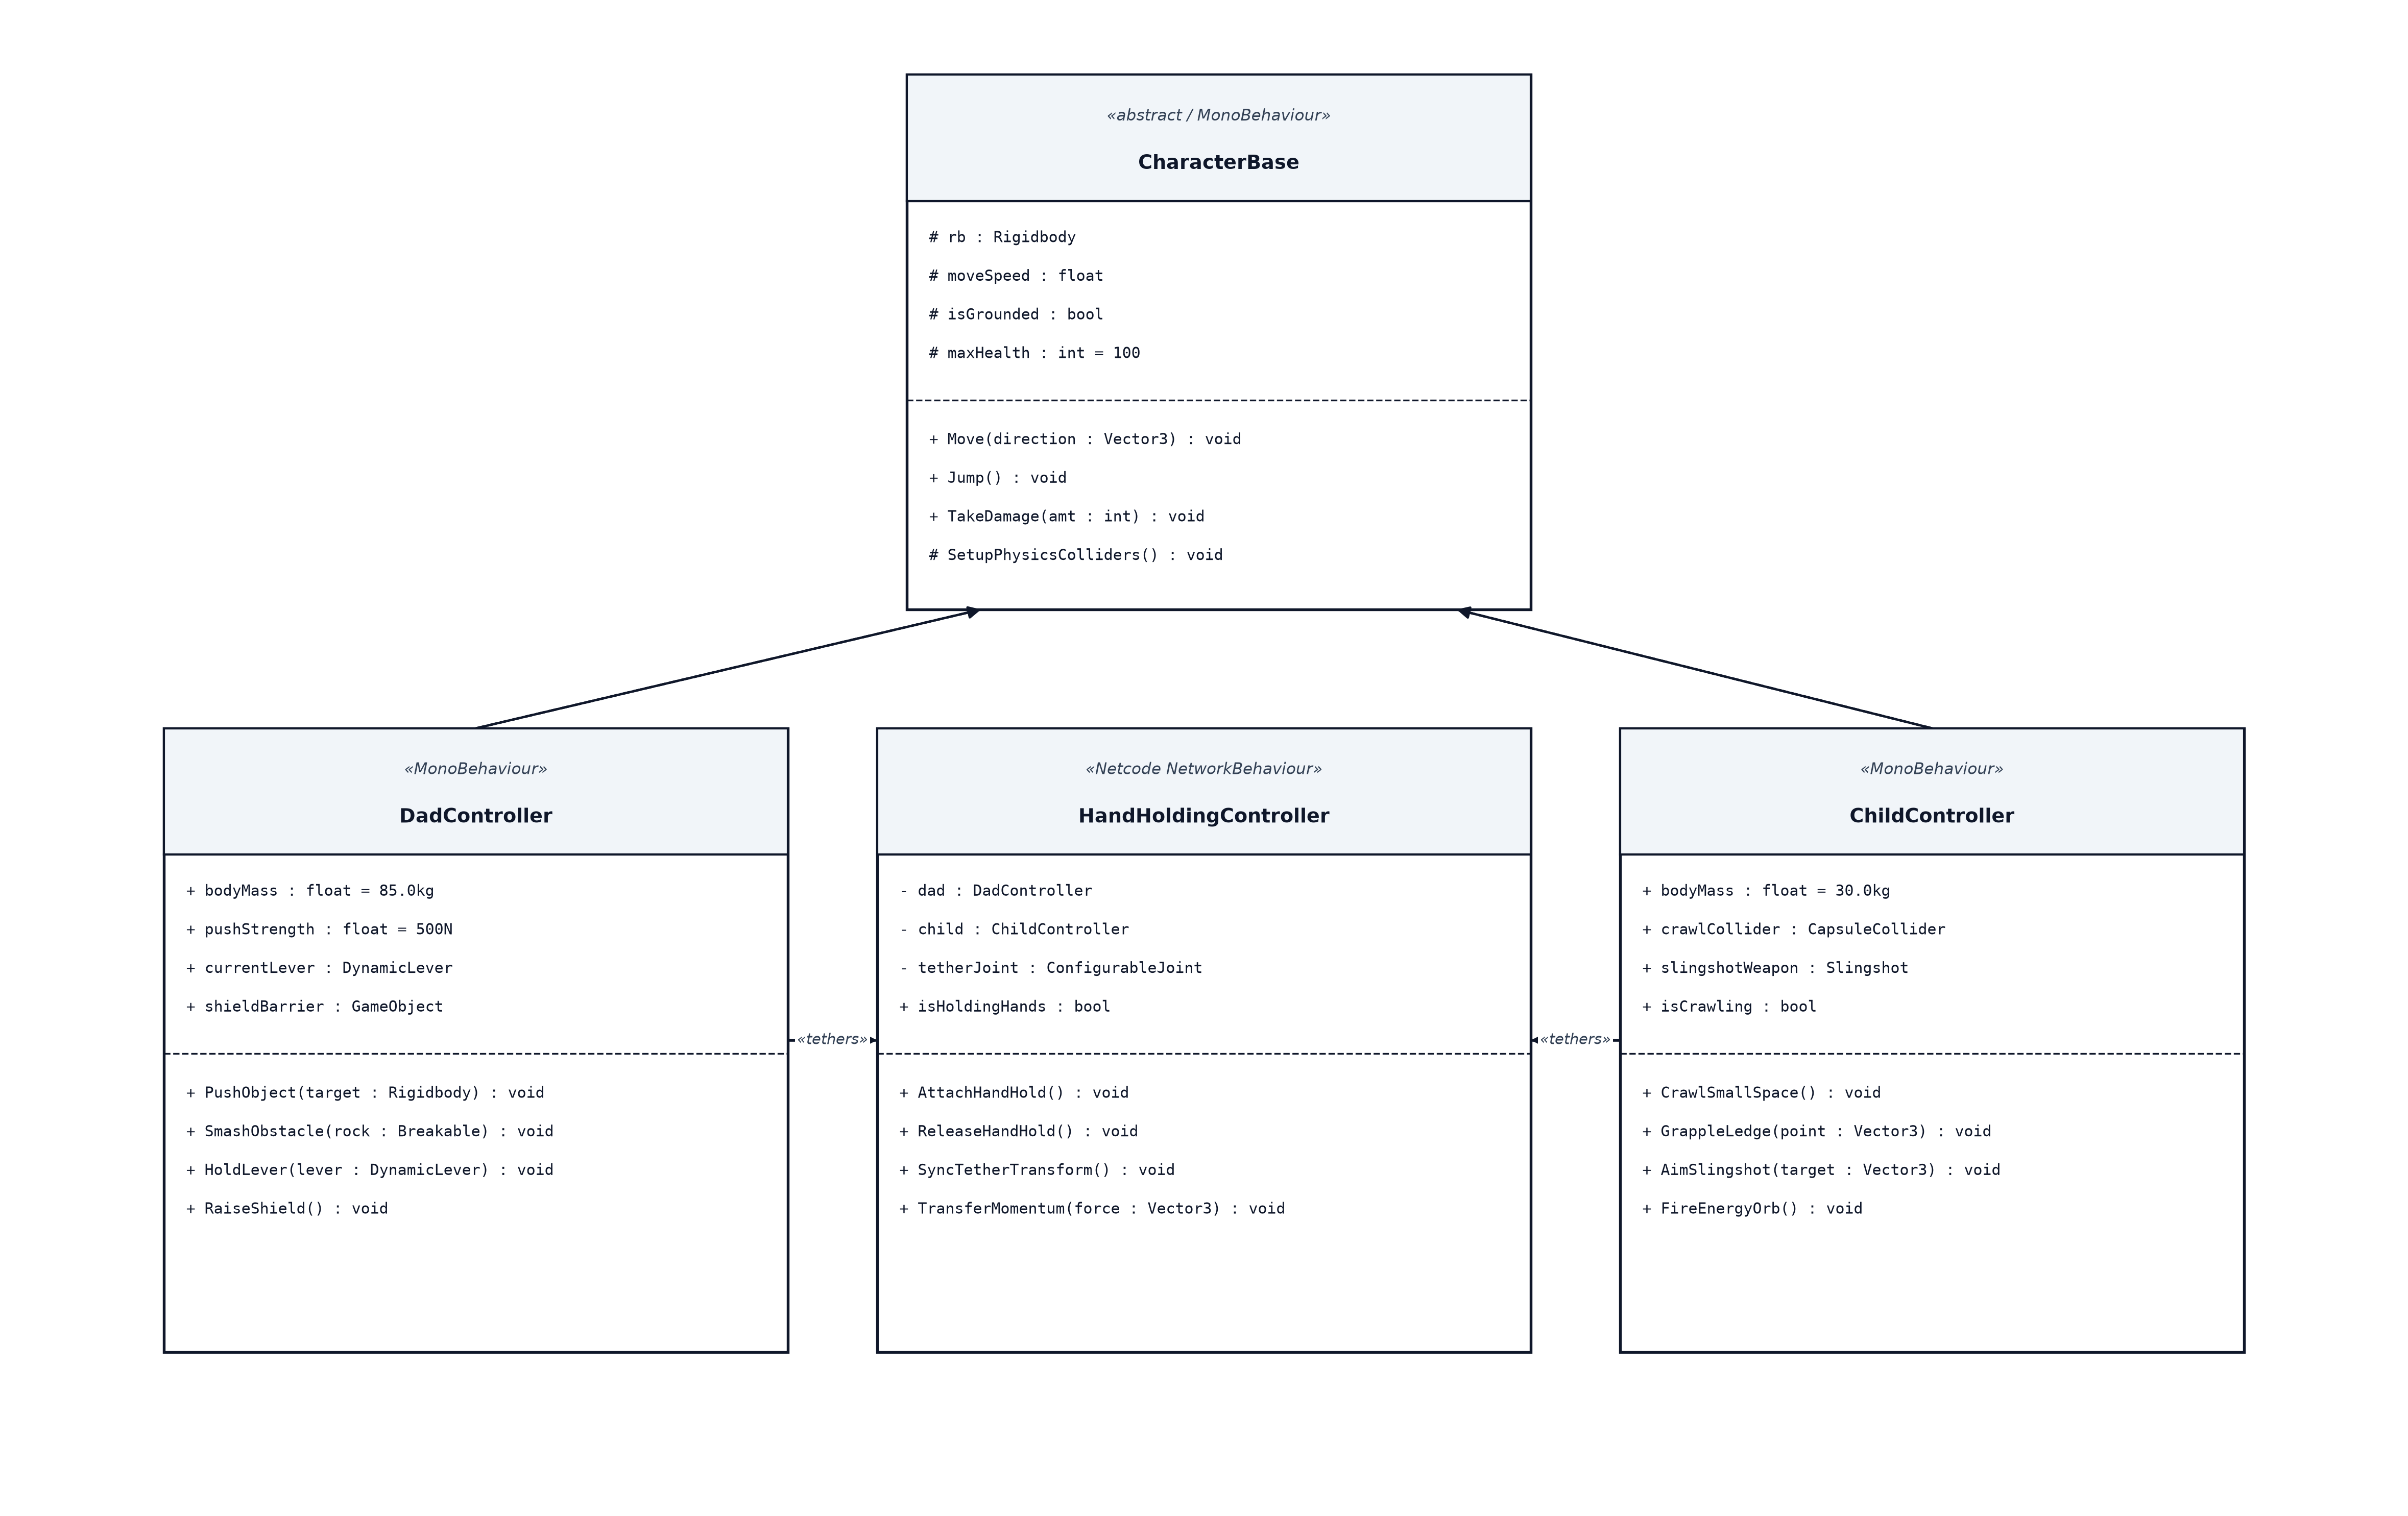 «abstract / MonoBehaviour»
CharacterBase
# rb : Rigidbody
# moveSpeed : float
# isGrounded : bool
# maxHealth : int = 100
+ Move(direction : Vector3) : void
+ Jump() : void
+ TakeDamage(amt : int) : void
# SetupPhysicsColliders() : void
«MonoBehaviour»
DadController
+ bodyMass : float = 85.0kg
+ pushStrength : float = 500N
+ currentLever : DynamicLever
+ shieldBarrier : GameObject
+ PushObject(target : Rigidbody) : void
+ SmashObstacle(rock : Breakable) : void
+ HoldLever(lever : DynamicLever) : void
+ RaiseShield() : void
«tethers»
«Netcode NetworkBehaviour»
HandHoldingController
- dad : DadController
- child : ChildController
- tetherJoint : ConfigurableJoint
+ isHoldingHands : bool
+ AttachHandHold() : void
+ ReleaseHandHold() : void
+ SyncTetherTransform() : void
+ TransferMomentum(force : Vector3) : void
«tethers»
«MonoBehaviour»
ChildController
+ bodyMass : float = 30.0kg
+ crawlCollider : CapsuleCollider
+ slingshotWeapon : Slingshot
+ isCrawling : bool
+ CrawlSmallSpace() : void
+ GrappleLedge(point : Vector3) : void
+ AimSlingshot(target : Vector3) : void
+ FireEnergyOrb() : void